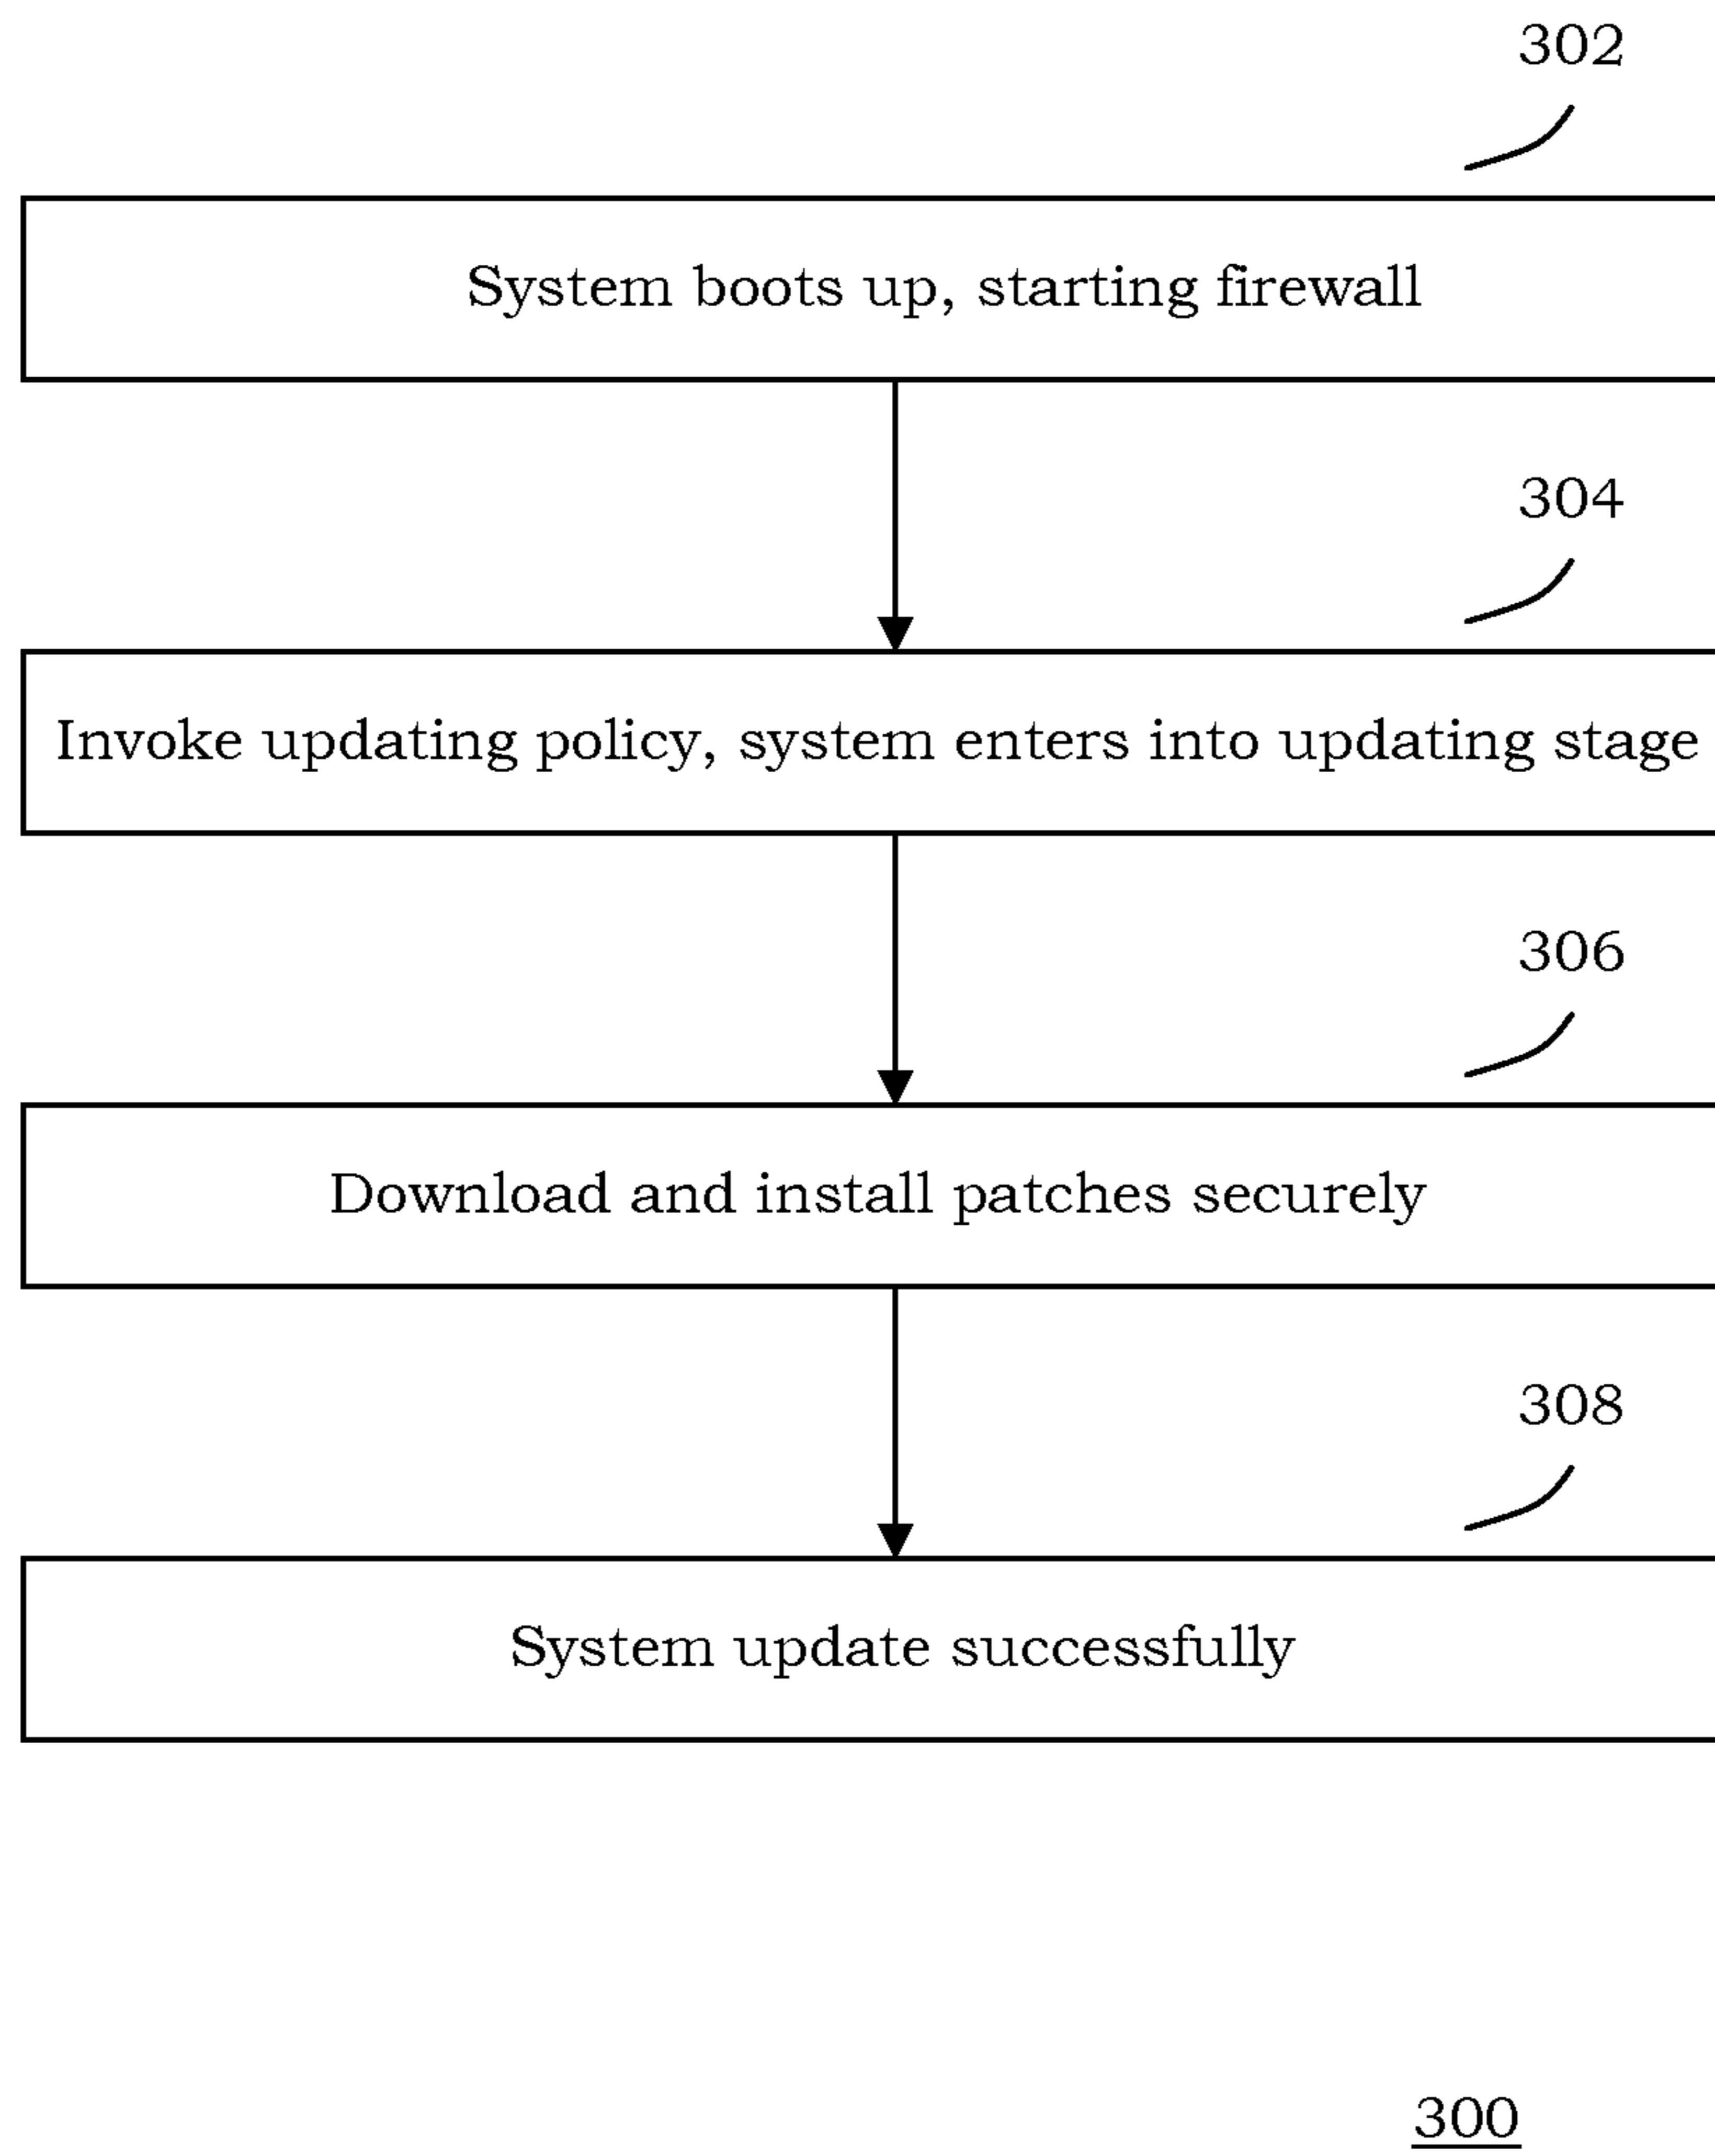 302
System boots up, starting firewall
304
Invoke updating policy, system enters into updating stage
306
Download and install patches securely
308
System update successfully
300